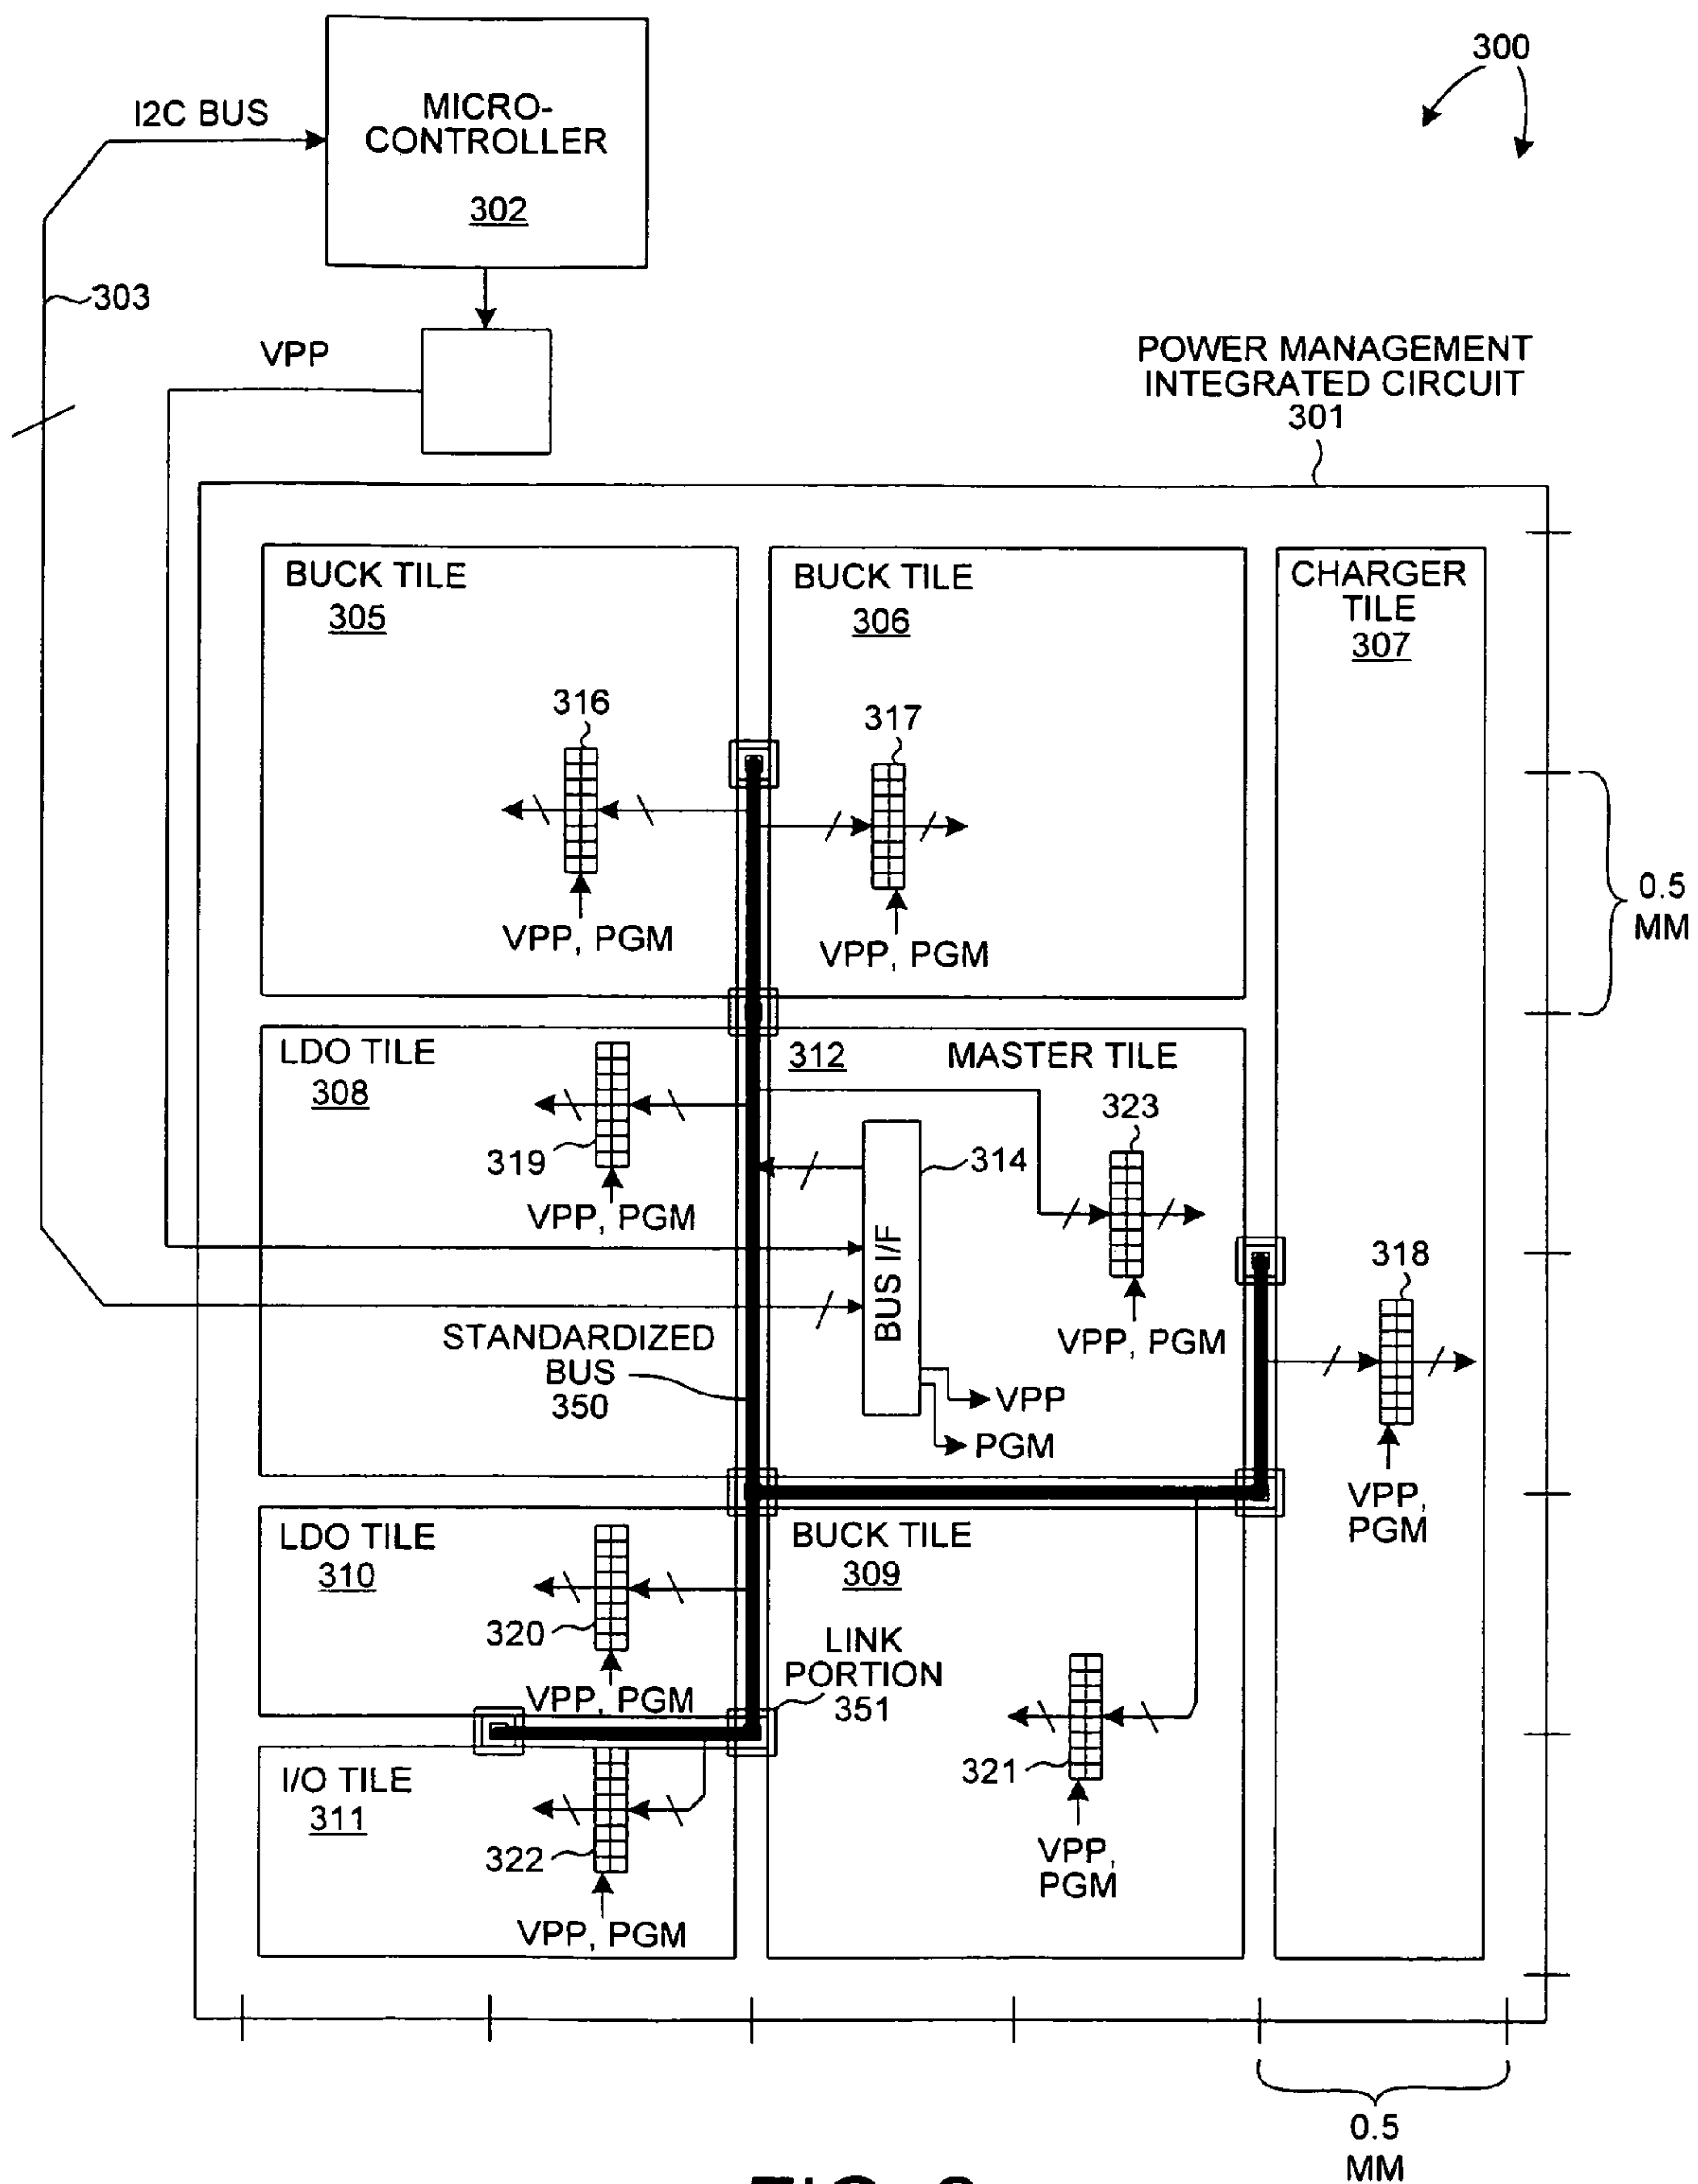 300
I2C BUS
MICRO-
CONTROLLER
302
303
VPP
POWER MANAGEMENT
INTEGRATED CIRCUIT
301
BUCK TILE
305
BUCK TILE
306
CHARGER
TILE
307
316
317
VPP, PGM
VPP, PGM
0.5
MM
LDO TILE
308
312
MASTER TILE
323
319
314
VPP, PGM
BUS I/F
318
STANDARDIZED
BUS
350
VPP, PGM
VPP
PGM
VPP,
PGM
LDO TILE
310
BUCK TILE
309
320
LINK
PORTION
351
VPP, PGM
I/O TILE
311
321
322
VPP,
PGM
VPP, PGM
0.5
MM